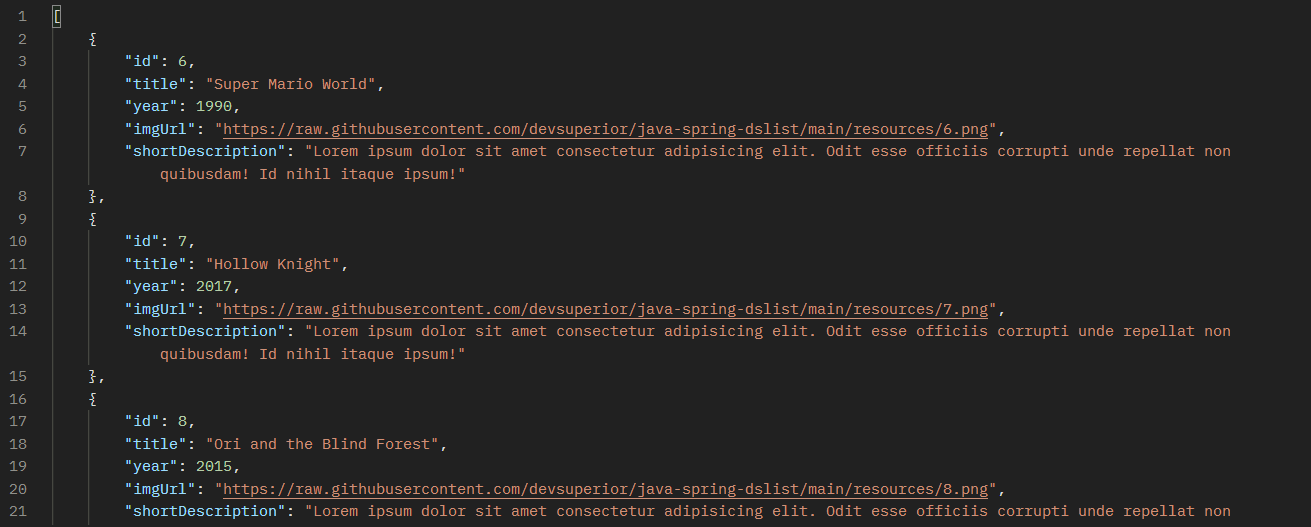 1 [
2 {
3 "id": 6,
4 "title": "Super Mario World",
5 "year": 1990,
6 "imgUrl": "https://raw.githubusercontent.com/devsuperior/java-spring-dslist/main/resources/6.png",
7 "shortDescription": "Lorem ipsum dolor sit amet consectetur adipisicing elit. Odit esse officiis corrupti unde repellat non
quibusdam! Id nihil itaque ipsum!"
8 },
9 {
10 "id": 7,
11 "title": "Hollow Knight",
12 "year": 2017,
13 "imgUrl": "https://raw.githubusercontent.com/devsuperior/java-spring-dslist/main/resources/7.png",
14 "shortDescription": "Lorem ipsum dolor sit amet consectetur adipisicing elit. Odit esse officiis corrupti unde repellat non
quibusdam! Id nihil itaque ipsum!"
15 },
16 {
17 "id": 8,
18 "title": "Ori and the Blind Forest",
19 "year": 2015,
20 "imgUrl": "https://raw.githubusercontent.com/devsuperior/java-spring-dslist/main/resources/8.png",
21 "shortDescription": "Lorem ipsum dolor sit amet consectetur adipisicing elit. Odit esse officiis corrupti unde repellat non